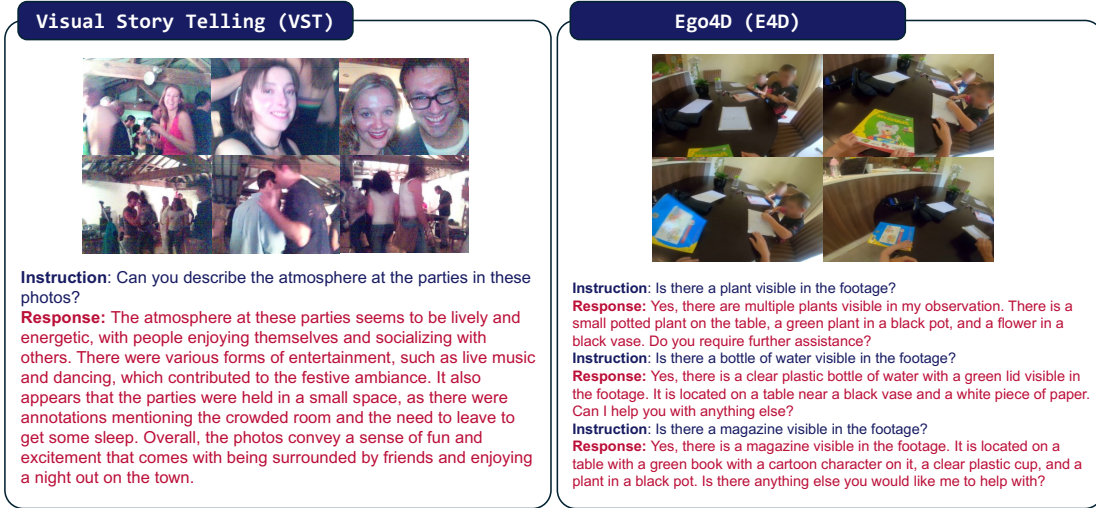 Visual Story Telling (VST)
Instruction: Can you describe the atmosphere at the parties in these
photos?
Response: The atmosphere at these parties seems to be lively and
energetic, with people enjoying themselves and socializing with
others. There were various forms of entertainment, such as live music
and dancing, which contributed to the festive ambiance. It also
appears that the parties were held in a small space, as there were
annotations mentioning the crowded room and the need to leave to
get some sleep. Overall, the photos convey a sense of fun and
excitement that comes with being surrounded by friends and enjoying
a night out on the town.
Ego4D (E4D)
Instruction: Is there a plant visible in the footage?
Response: Yes, there are multiple plants visible in my observation. There is a
small potted plant on the table, a green plant in a black pot, and a flower in a
black vase. Do you require further assistance?
Instruction: Is there a bottle of water visible in the footage?
Response: Yes, there is a clear plastic bottle of water with a green lid visible in
the footage. It is located on a table near a black vase and a white piece of paper.
Can I help you with anything else?
Instruction: Is there a magazine visible in the footage?
Response: Yes, there is a magazine visible in the footage. It is located on a
table with a green book with a cartoon character on it, a clear plastic cup, and a
plant in a black pot. Is there anything else you would like me to help with?